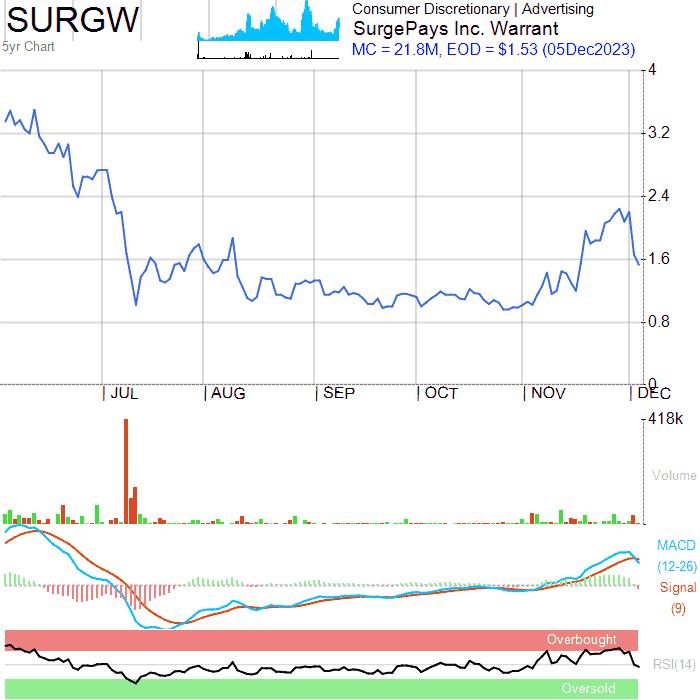 SURGW
5yr Chart
Consumer Discretionary | Advertising
SurgePays Inc. Warrant
MC = 21.8M, EOD = $1.53 (05Dec2023)
4
3.2
2.4
1.6
0.8
0
JUL
AUG
SEP
OCT
NOV
DEC
418k
Volume
MACD
(12-26)
Signal
(9)
Overbought
RSI(14)
Oversold